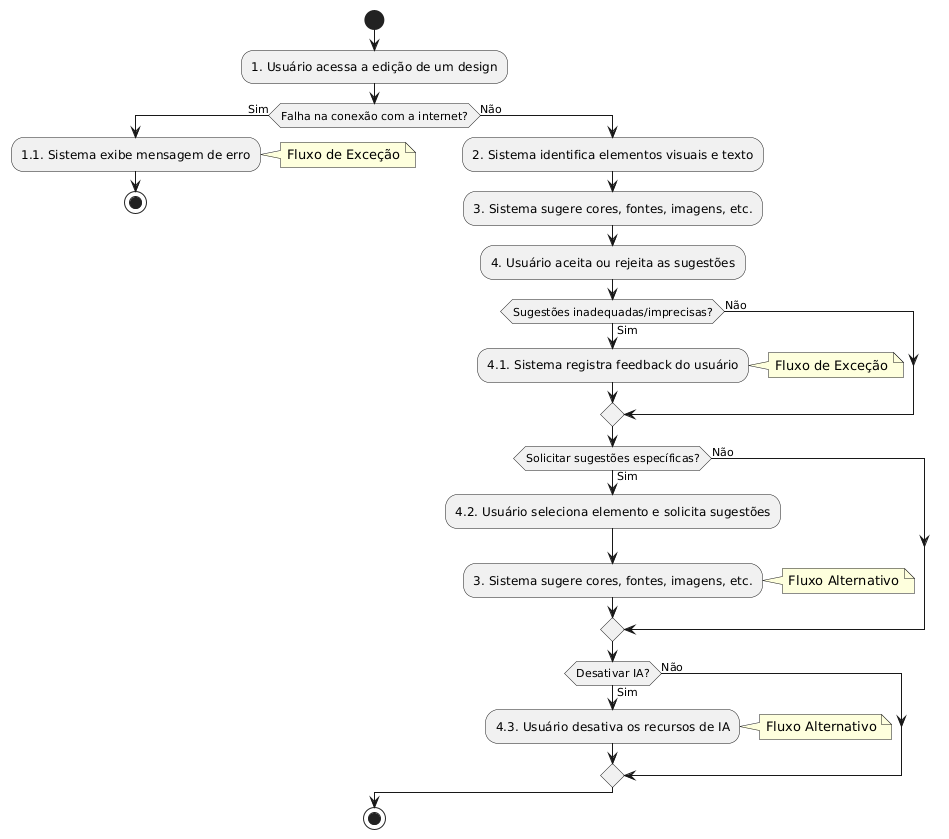 1. Usuário acessa a edição de um design
Sim
Falha na conexão com a internet?
Não
1.1. Sistema exibe mensagem de erro
Fluxo de Exceção
2. Sistema identifica elementos visuais e texto
3. Sistema sugere cores, fontes, imagens, etc.
4. Usuário aceita ou rejeita as sugestões
Sugestões inadequadas/imprecisas?
Não
Sim
4.1. Sistema registra feedback do usuário
Fluxo de Exceção
Solicitar sugestões específicas?
Não
Sim
4.2. Usuário seleciona elemento e solicita sugestões
3. Sistema sugere cores, fontes, imagens, etc.
Fluxo Alternativo
Desativar IA?
Não
Sim
4.3. Usuário desativa os recursos de IA
Fluxo Alternativo